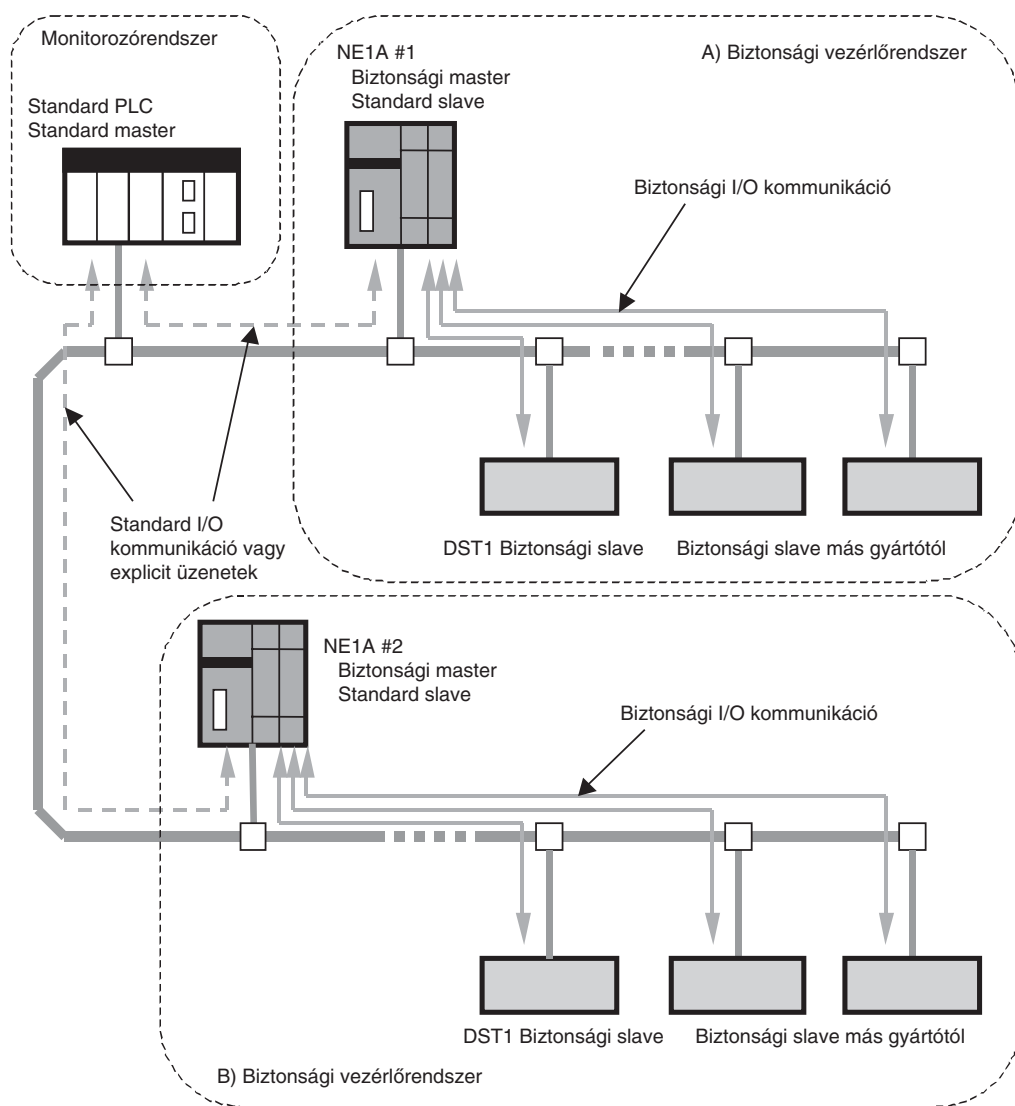 Monitorozórendszer
Standard PLC
Standard master
NE1A #1
Biztonsági master
Standard slave
A) Biztonsági vezérlőrendszer
Biztonsági I/O kommunikáció
Standard I/O
kommunikáció vagy
explicit üzenetek
DST1 Biztonsági slave
Biztonsági slave más gyártótól
NE1A #2
Biztonsági master
Standard slave
Biztonsági I/O kommunikáció
DST1 Biztonsági slave
Biztonsági slave más gyártótól
B) Biztonsági vezérlőrendszer